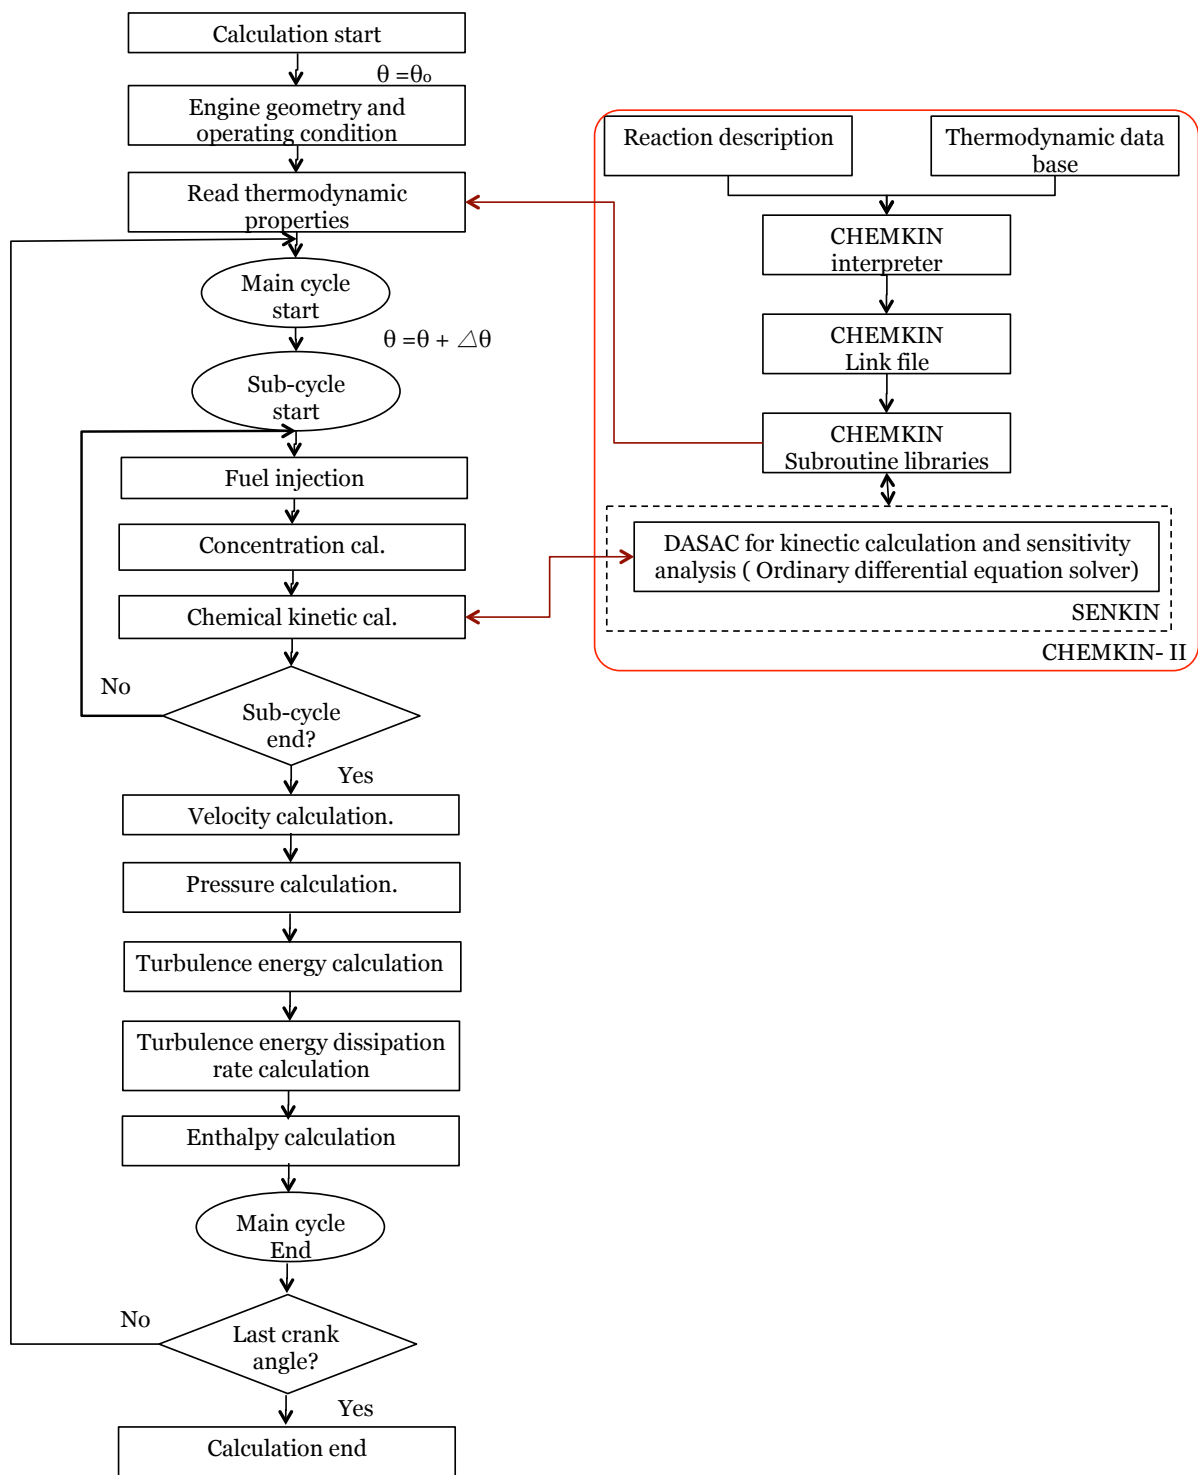 Calculation start
θ =θ₀
Engine geometry and
operating condition
Read thermodynamic
properties
Main cycle
start
θ =θ + △θ
Sub-cycle
start
Fuel injection
Concentration cal.
Chemical kinetic cal.
No
Sub-cycle
end?
Yes
Velocity calculation.
Pressure calculation.
Turbulence energy calculation
Turbulence energy dissipation
rate calculation
Enthalpy calculation
Main cycle
End
No
Last crank
angle?
Yes
Calculation end
Reaction description
Thermodynamic data
base
CHEMKIN
interpreter
CHEMKIN
Link file
CHEMKIN
Subroutine libraries
DASAC for kinectic calculation and sensitivity
analysis ( Ordinary differential equation solver)
SENKIN
CHEMKIN- II